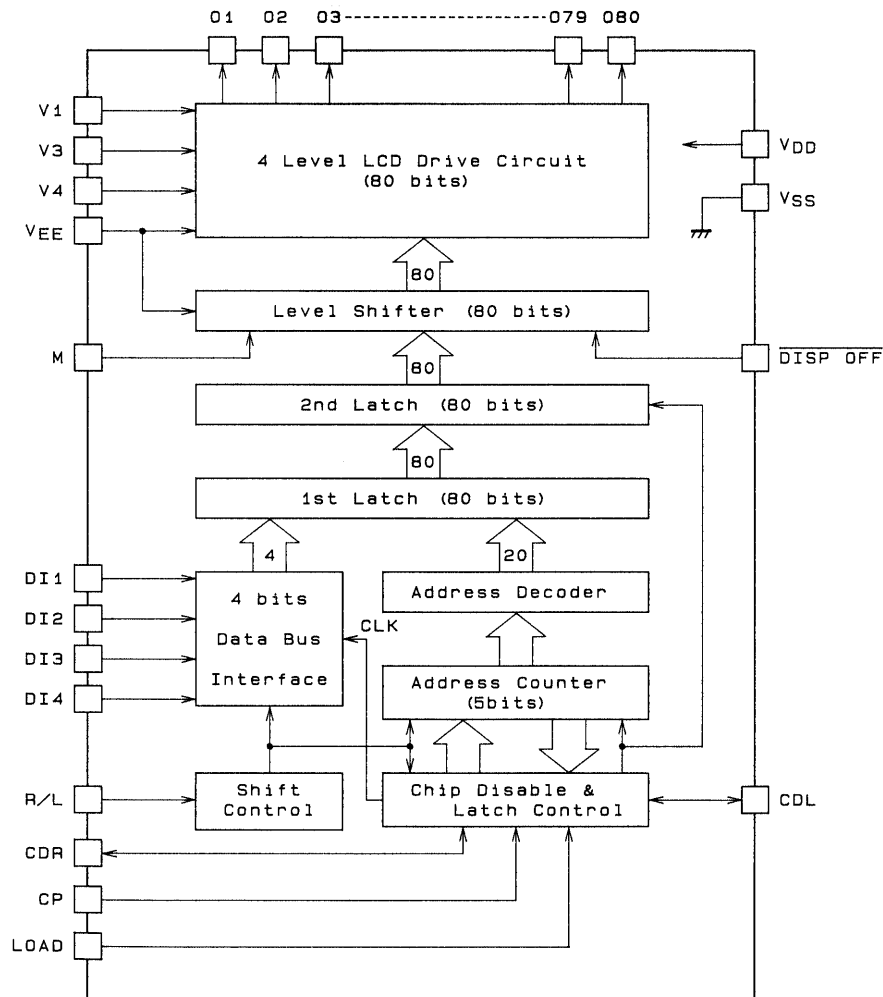 O1 O2 O3 O79 O80
V1
V3
V4
VEE
4 Level LCD Drive Circuit
(80 bits)
VDD
VSS
80
Level Shifter (80 bits)
M
DISP OFF
80
2nd Latch (80 bits)
80
1st Latch (80 bits)
4
20
DI1
DI2
DI3
DI4
4 bits
Data Bus
Interface
CLK
Address Decoder
Address Counter
(5bits)
R/L
Shift
Control
Chip Disable &
Latch Control
CDL
CDR
CP
LOAD